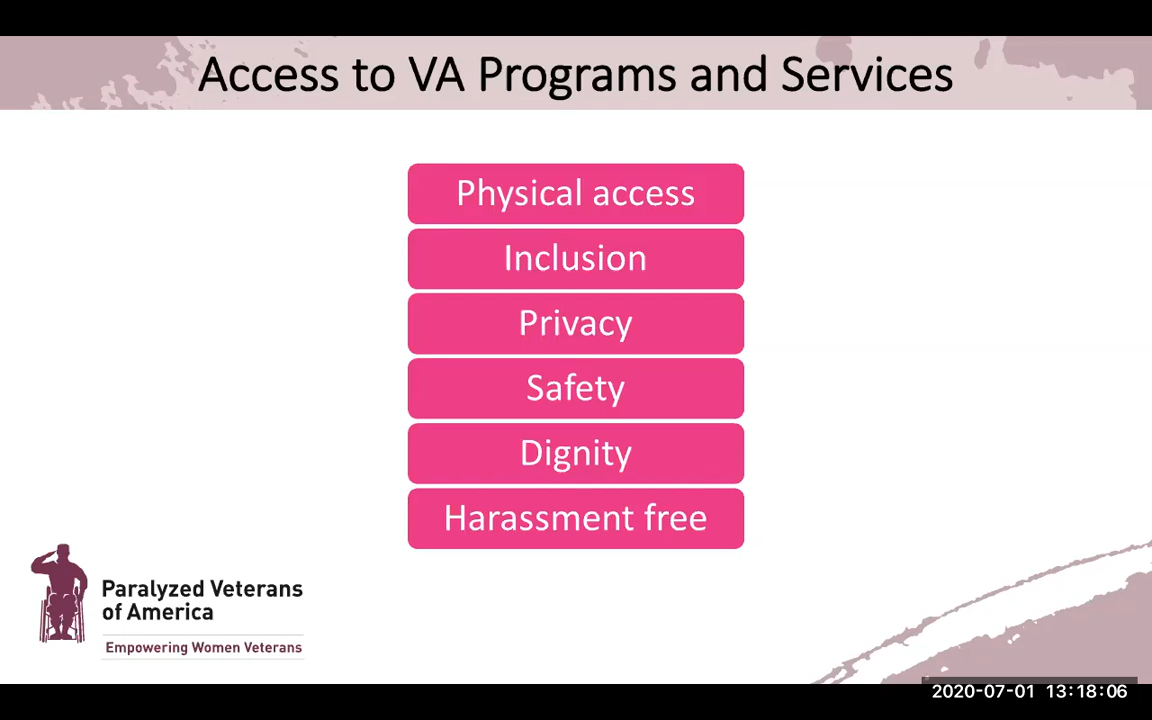 Access to VA Programs and Services
Physical access
Inclusion
Privacy
Safety
Dignity
Harassment free
Paralyzed Veterans
of America
Empowering Women Veterans
2020-07-01 13:18:06